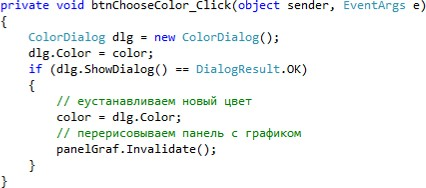 private void btnChooseColor_Click(object sender, EventArgs e)
{
ColorDialog dlg = new ColorDialog();
dlg.Color = color;
if (dlg.ShowDialog() == DialogResult.OK)
{
// еустанавливаем новый цвет
color = dlg.Color;
// перерисовываем панель с графиком
panelGraf.Invalidate();
}
}